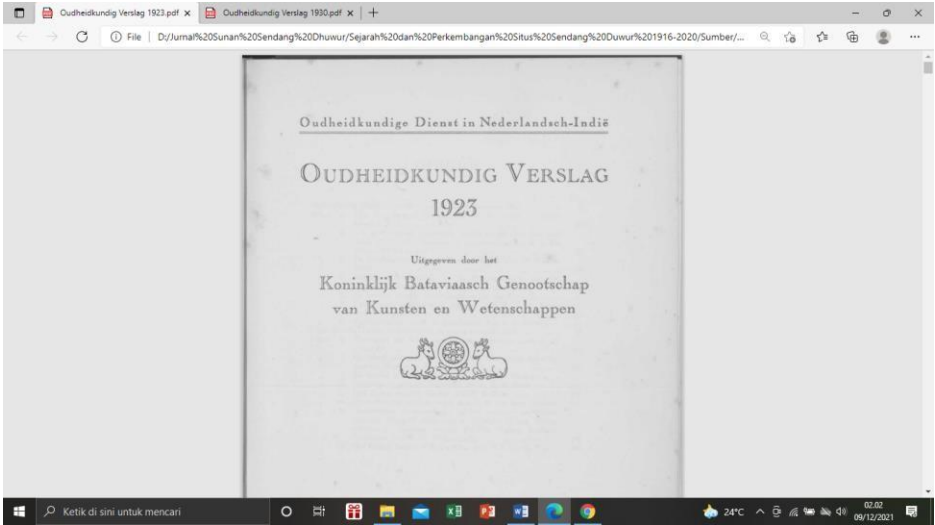 Oudheidkundig Verslag 1923.pdf
Oudheidkundig Verslag 1930.pdf
File | D:/Jurnal%20Sunan%20Sendang%20Dhuwur/Sejarah%20dan%20Perkembangan%20Situs%20Sendang%20Duwur%201916-2020/Sumber/...
Oudheidkundige Dienst in Nederlandsch-Indië
OUDHEIDKUNDIG VERSLAG
1923
Uitgegeven door het
Koninklijk Bataviaasch Genootschap
van Kunsten en Wetenschappen
Ketik di sini untuk mencari
24°C
02.02
09/12/2021